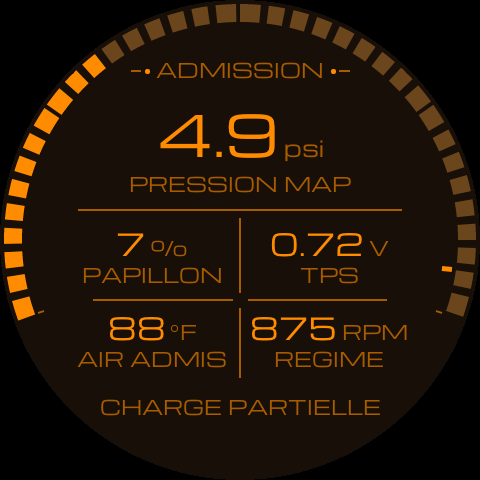 ADMISSION
4.9 psi
PRESSION MAP
7 % 0.72 V
PAPILLON TPS
88 °F 875 RPM
AIR ADMIS REGIME
CHARGE PARTIELLE